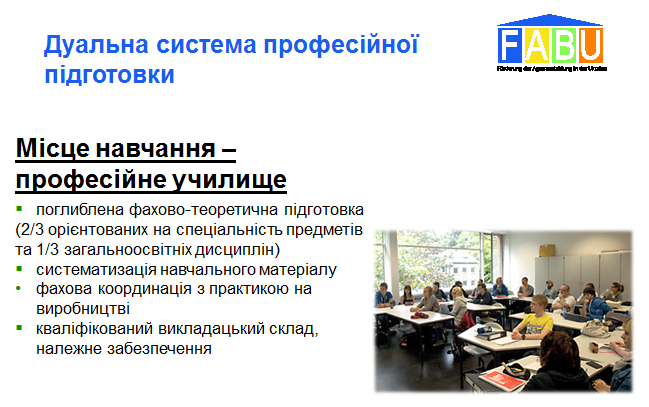 Дуальна система професійної
підготовки
FABU
Förderung der Agrarausbildung in der Ukraine
Місце навчання –
професійне училище
▪ поглиблена фахово-теоретична підготовка
(2/3 орієнтованих на спеціальність предметів
та 1/3 загальноосвітніх дисциплін)
▪ систематизація навчального матеріалу
• фахова координація з практикою на
виробництві
▪ кваліфікований викладацький склад,
належне забезпечення